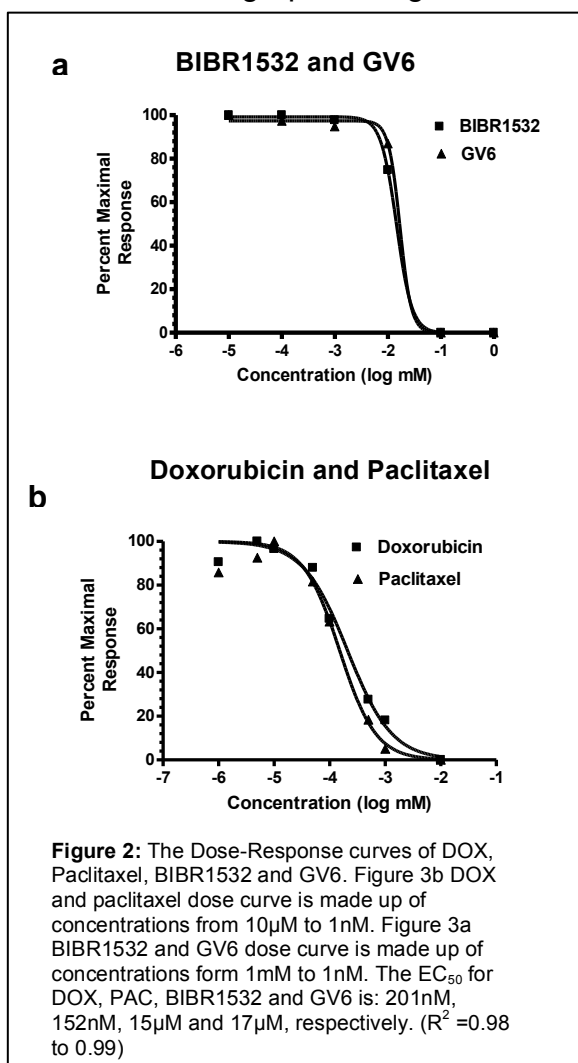 a
BIBR1532 and GV6
100
80
60
40
20
0
Percent Maximal
Response
BIBR1532
GV6
-6 -5 -4 -3 -2 -1 0
Concentration (log mM)
Doxorubicin and Paclitaxel
b
100
80
60
40
20
0
Percent Maximal
Response
Doxorubicin
Paclitaxel
-7 -6 -5 -4 -3 -2 -1
Concentration (log mM)
Figure 2: The Dose-Response curves of DOX,
Paclitaxel, BIBR1532 and GV6. Figure 3b DOX
and paclitaxel dose curve is made up of
concentrations from 10µM to 1nM. Figure 3a
BIBR1532 and GV6 dose curve is made up of
concentrations form 1mM to 1nM. The EC₅₀ for
DOX, PAC, BIBR1532 and GV6 is: 201nM,
152nM, 15µM and 17µM, respectively. (R² =0.98
to 0.99)